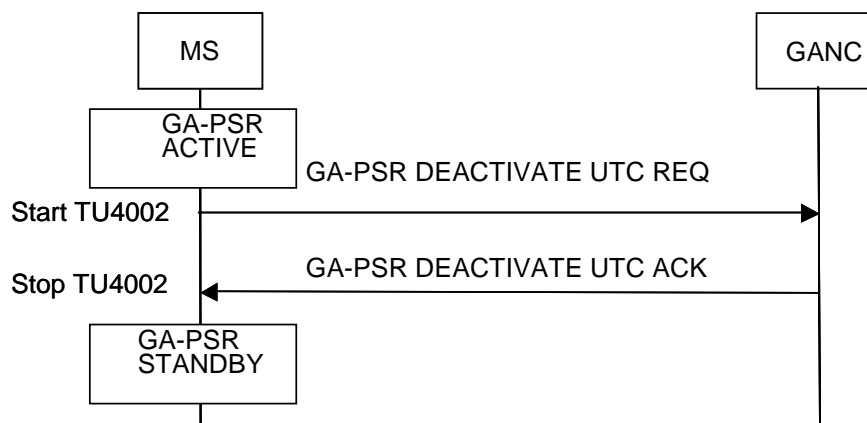 MS
GANC
GA-PSR
ACTIVE
GA-PSR DEACTIVATE UTC REQ
Start TU4002
GA-PSR DEACTIVATE UTC ACK
Stop TU4002
GA-PSR
STANDBY